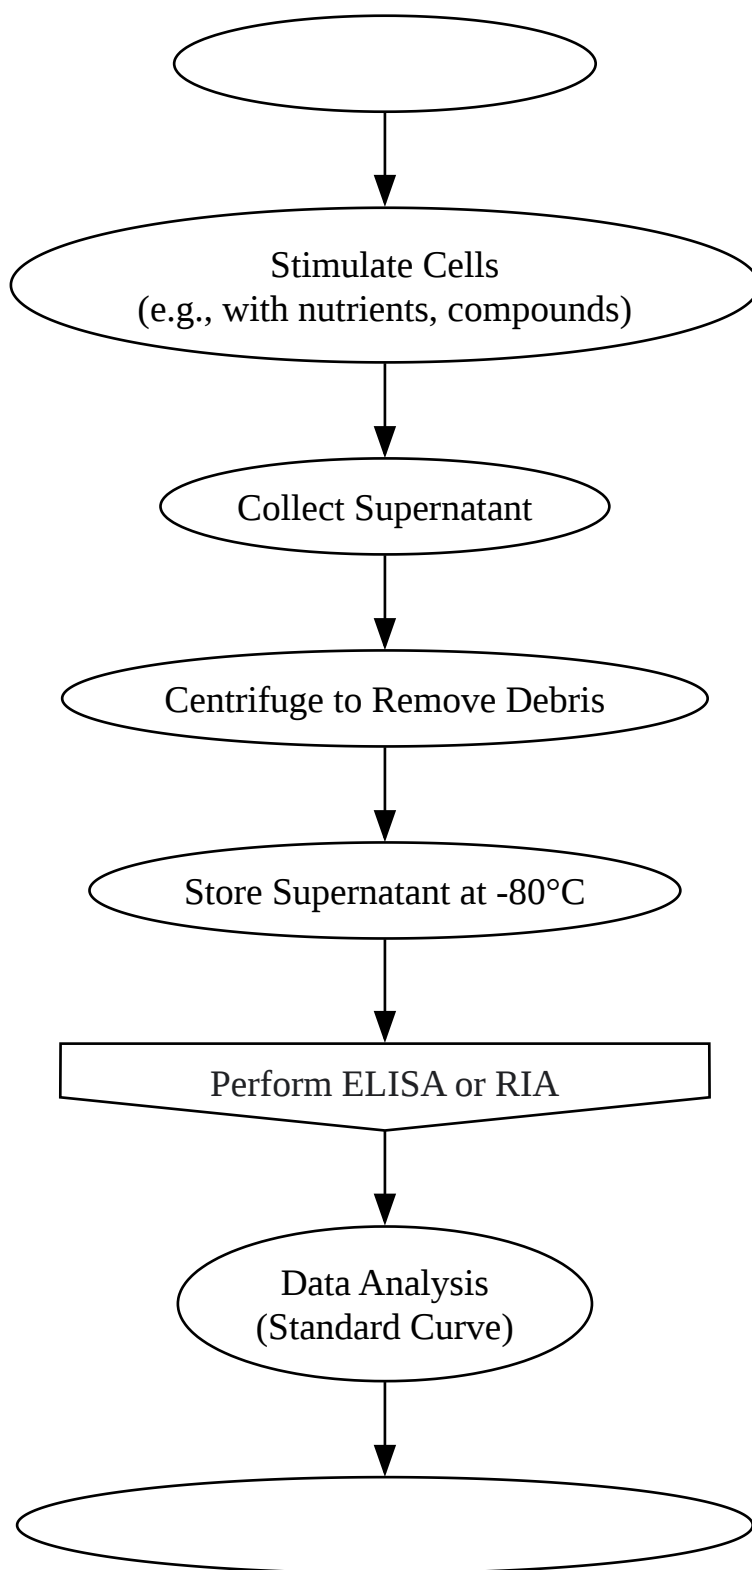 Stimulate Cells
(e.g., with nutrients, compounds)
Collect Supernatant
Centrifuge to Remove Debris
Store Supernatant at -80°C
Perform ELISA or RIA
Data Analysis
(Standard Curve)